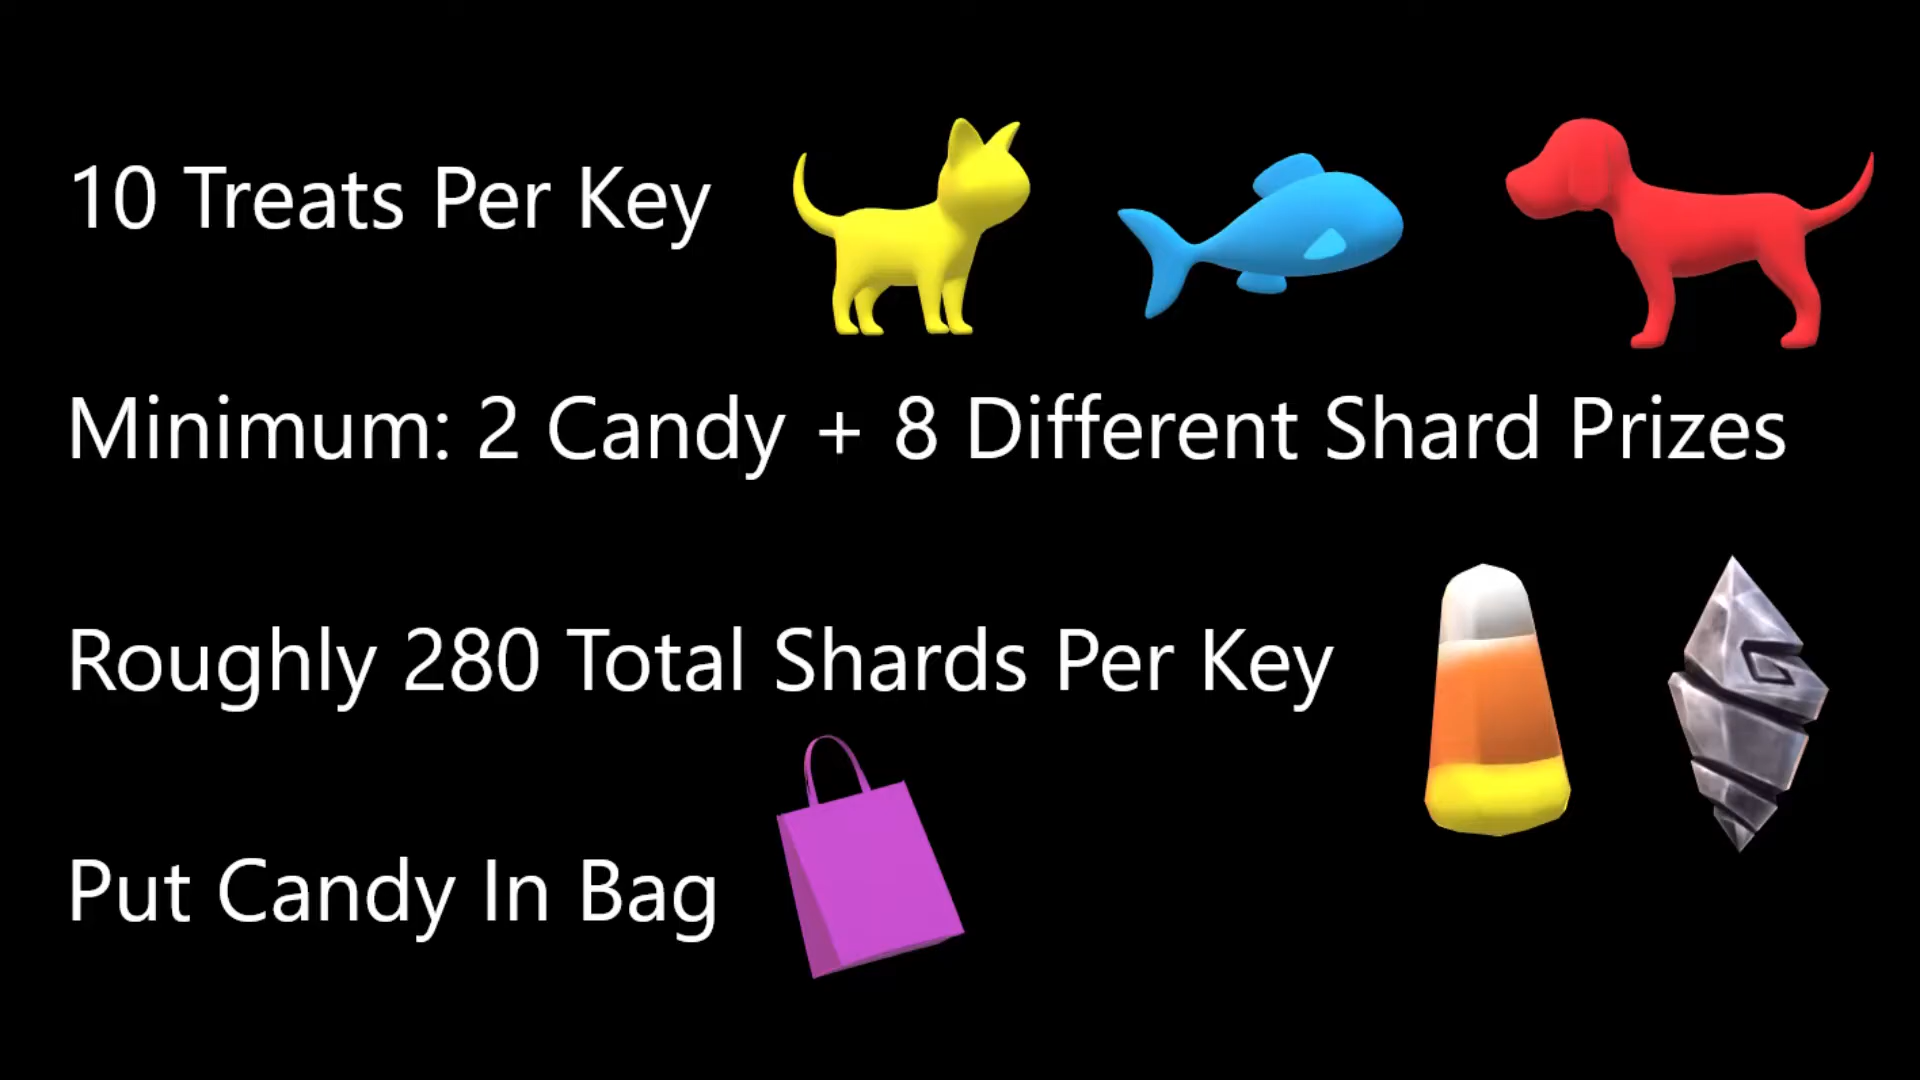 10 Treats Per Key
Minimum: 2 Candy + 8 Different Shard Prizes
Roughly 280 Total Shards Per Key
Put Candy In Bag